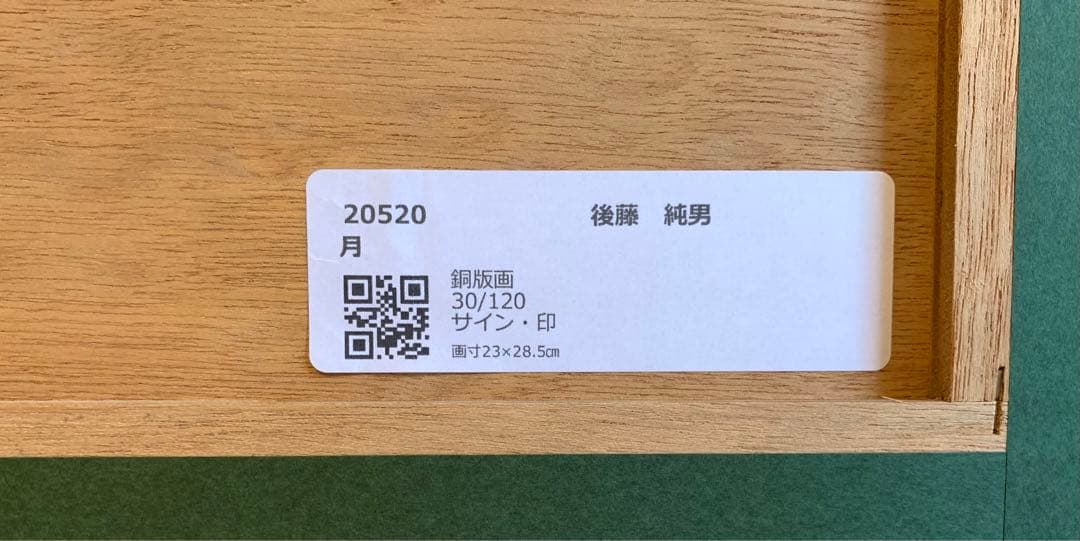 20520 後藤 純男
月
銅版画
30/120
サイン・印
画寸23×28.5㎝